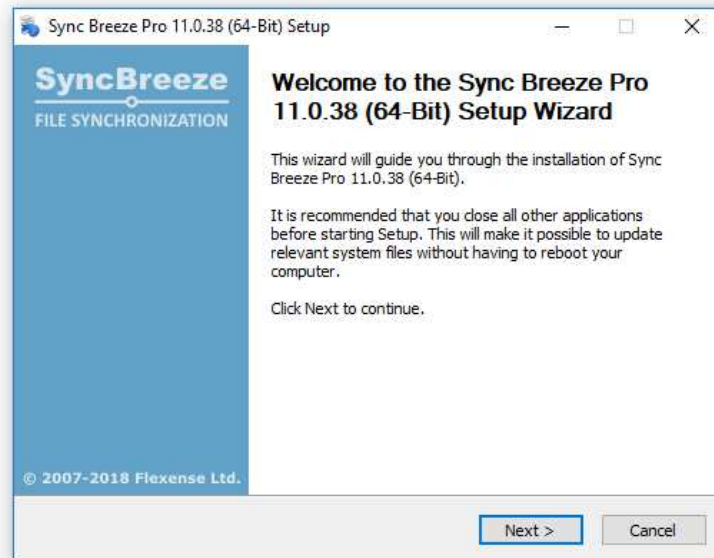 Sync Breeze Pro 11.0.38 (64-Bit) Setup
SyncBreeze
FILE SYNCHRONIZATION
Welcome to the Sync Breeze Pro
11.0.38 (64-Bit) Setup Wizard
This wizard will guide you through the installation of Sync
Breeze Pro 11.0.38 (64-Bit).
It is recommended that you close all other applications
before starting Setup. This will make it possible to update
relevant system files without having to reboot your
computer.
Click Next to continue.
© 2007-2018 Flexense Ltd.
Next >
Cancel